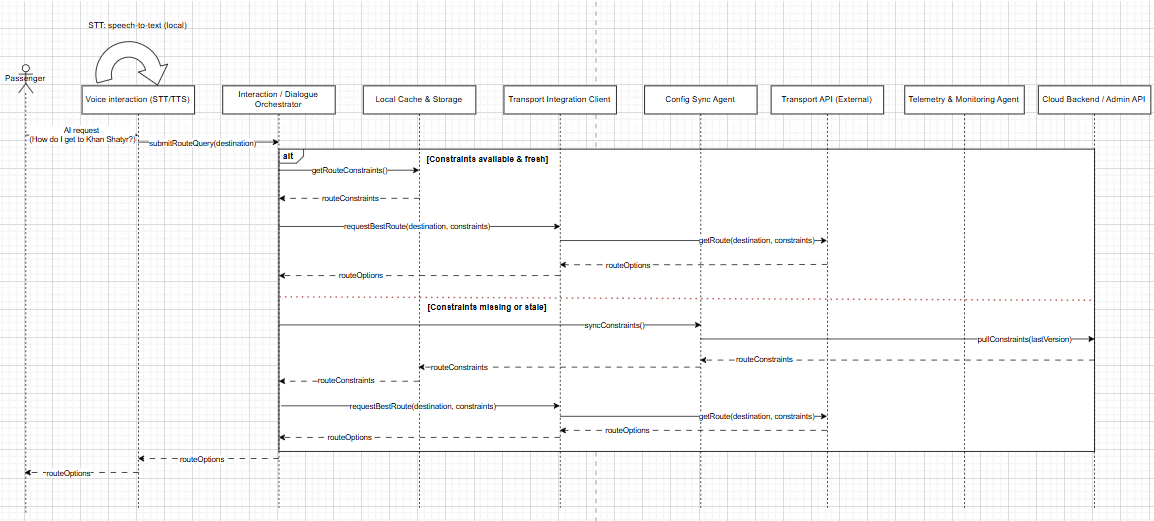 STT: speech-to-text (local)
Passenger
Voice interaction (STT/TTS)
Interaction / Dialogue
Orchestrator
Local Cache & Storage
Transport Integration Client
Config Sync Agent
Transport API (External)
Telemetry & Monitoring Agent
Cloud Backend / Admin API
AI request
(How do I get to Khan Shatyr?)
submitRouteQuery(destination)
alt
[Constraints available & fresh]
getRouteConstraints()
routeConstraints
requestBestRoute(destination, constraints)
getRoute(destination, constraints)
routeOptions
routeOptions
[Constraints missing or stale]
syncConstraints()
pullConstraints(lastVersion)
routeConstraints
routeConstraints
routeConstraints
requestBestRoute(destination, constraints)
getRoute(destination, constraints)
routeOptions
routeOptions
routeOptions
routeOptions